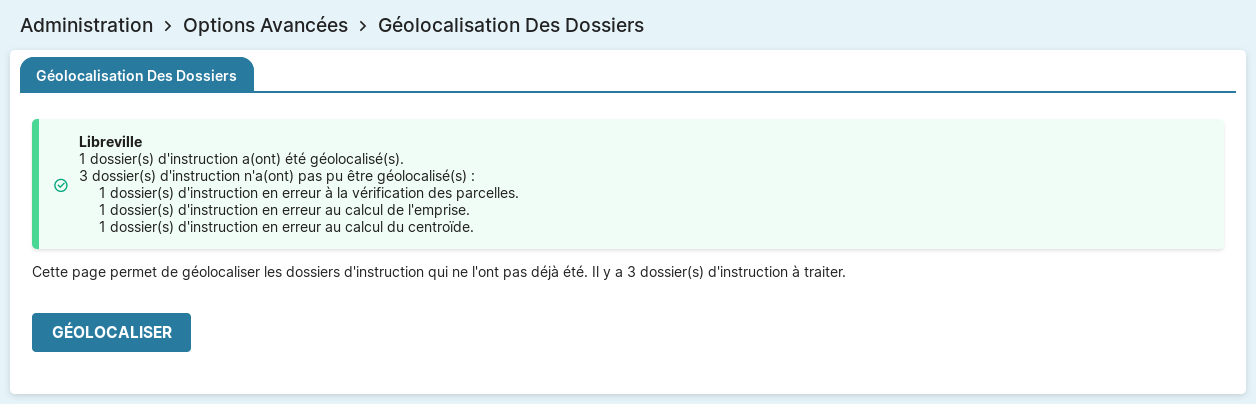 Administration > Options Avancées > Géolocalisation Des Dossiers
Géolocalisation Des Dossiers
Libreville
1 dossier(s) d'instruction a(ont) été géolocalisé(s).
3 dossier(s) d'instruction n'a(ont) pas pu être géolocalisé(s) :
1 dossier(s) d'instruction en erreur à la vérification des parcelles.
1 dossier(s) d'instruction en erreur au calcul de l'emprise.
1 dossier(s) d'instruction en erreur au calcul du centroïde.
Cette page permet de géolocaliser les dossiers d'instruction qui ne l'ont pas déjà été. Il y a 3 dossier(s) d'instruction à traiter.
GÉOLOCALISER